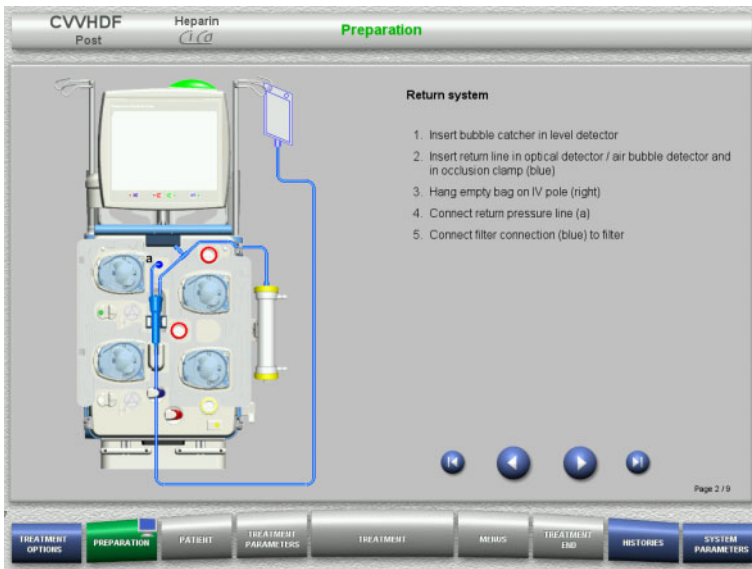 CVVHDF
Post
Heparin
Ci Ca
Preparation
Return system
1. Insert bubble catcher in level detector
2. Insert return line in optical detector / air bubble detector and
in occlusion clamp (blue)
3. Hang empty bag on IV pole (right)
4. Connect return pressure line (a)
5. Connect filter connection (blue) to filter
a
Page 2 / 9
TREATMENT
OPTIONS
PREPARATION
PATIENT
TREATMENT
PARAMETERS
TREATMENT
MENUS
TREATMENT
END
HISTORIES
SYSTEM
PARAMETERS